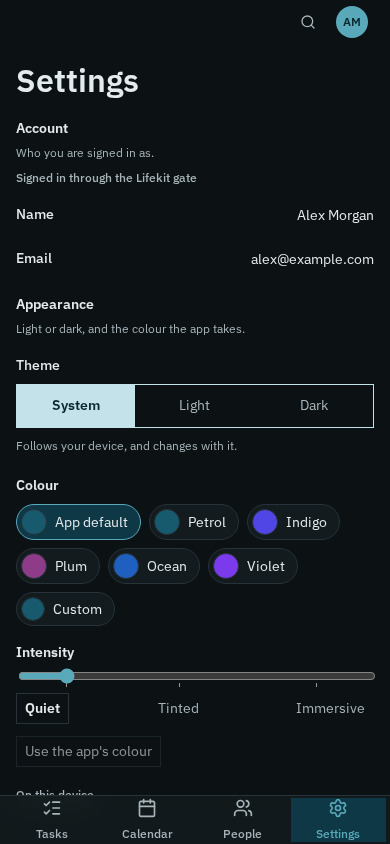 AM
Settings
Account
Who you are signed in as.
Signed in through the Lifekit gate
Name
Alex Morgan
Email
alex@example.com
Appearance
Light or dark, and the colour the app takes.
Theme
System Light Dark
Follows your device, and changes with it.
Colour
App default Petrol Indigo
Plum Ocean Violet
Custom
Intensity
Quiet Tinted Immersive
Use the app's colour
On this device
Tasks Calendar People Settings